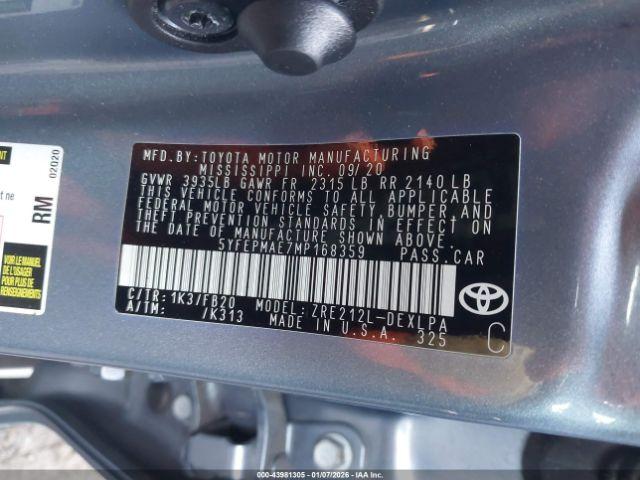 MFD.BY:TOYOTA MOTOR MANUFACTURING
MISSISSIPPI INC. 09/20
GVWR 3935LB GAWR FR 2315 LB RR 2140 LB
THIS VEHICLE CONFORMS TO ALL APPLICABLE
FEDERAL MOTOR VEHICLE SAFETY, BUMPER, AND
THEFT PREVENTION STANDARDS IN EFFECT ON
THE DATE OF MANUFACTURE SHOWN ABOVE.
5YFEPMAE7MP168359 PASS.CAR
C/TR: 1K3/FB20 MODEL: ZRE212L-DEXLPA
A/TM: /K313 MADE IN U.S.A. 325
C
02020
RM
ne
VOIR LE MANUEL
DE L'USAGER
POUR PLUS DE
RENSEIGNEMENTS
000-43981305 - 01/07/2026 - IAA Holdings, LLC